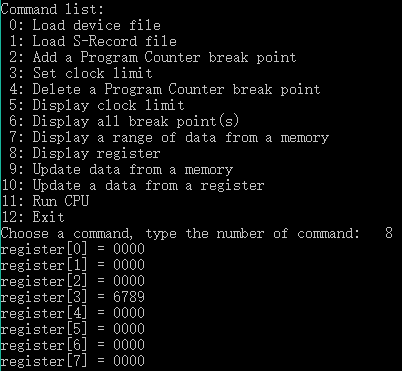 Command list:
 0: Load device file
 1: Load S-Record file
 2: Add a Program Counter break point
 3: Set clock limit
 4: Delete a Program Counter break point
 5: Display clock limit
 6: Display all break point(s)
 7: Display a range of data from a memory
 8: Display register
 9: Update data from a memory
10: Update a data from a register
11: Run CPU
12: Exit
Choose a command, type the number of command:   8
register[0] = 0000
register[1] = 0000
register[2] = 0000
register[3] = 6789
register[4] = 0000
register[5] = 0000
register[6] = 0000
register[7] = 0000